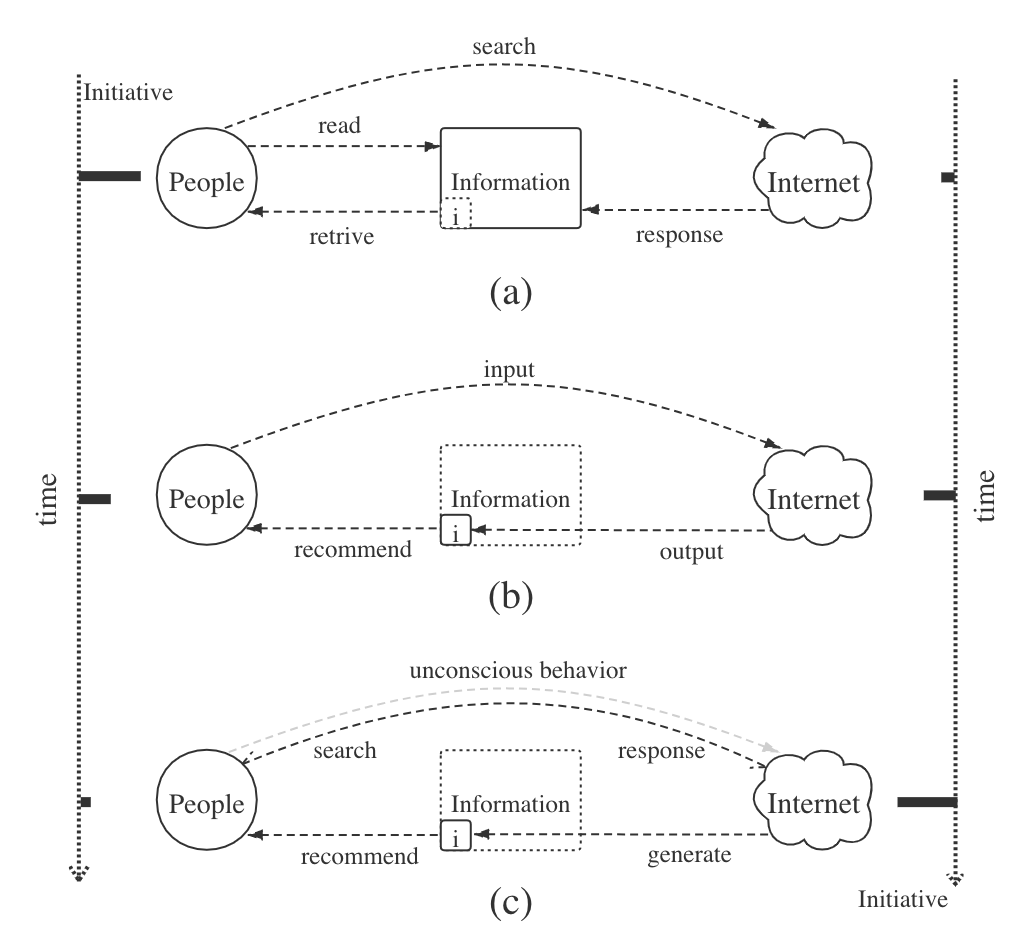 search
Initiative
read
People
Information
Internet
i
retrive
response
(a)
input
time
People
Information
Internet
time
i
recommend
output
(b)
unconscious behavior
search
response
People
Information
Internet
i
recommend
generate
(c)
Initiative